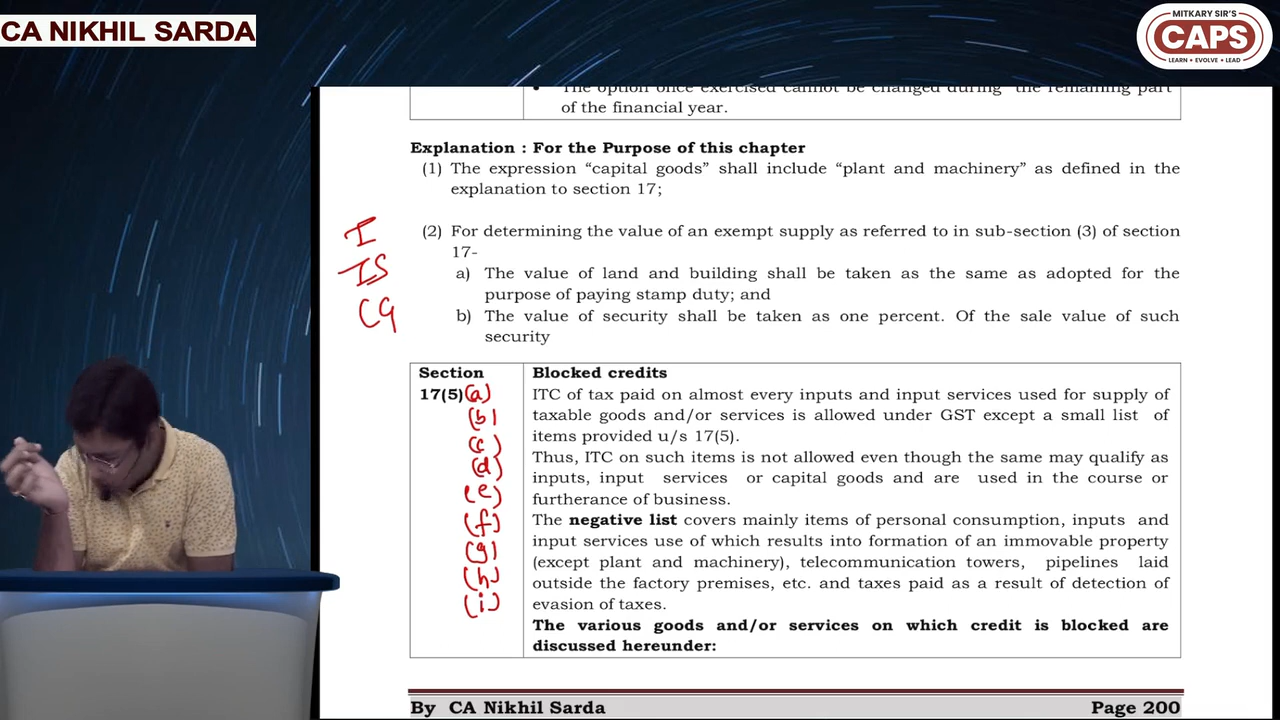 CA NIKHIL SARDA
MITKARY SIR'S
CAPS
LEARN • EVOLVE • LEAD
• The option once exercised cannot be changed during the remaining part
of the financial year.
Explanation : For the Purpose of this chapter
(1) The expression “capital goods” shall include “plant and machinery” as defined in the
explanation to section 17;
(2) For determining the value of an exempt supply as referred to in sub-section (3) of section
17-
a) The value of land and building shall be taken as the same as adopted for the
purpose of paying stamp duty; and
b) The value of security shall be taken as one percent. Of the sale value of such
security
I
IS
CG
Section
17(5)(a)
(b)
(c)
(d)
(e)
(f)
(g)
(h)
(i)
Blocked credits
ITC of tax paid on almost every inputs and input services used for supply of
taxable goods and/or services is allowed under GST except a small list of
items provided u/s 17(5).
Thus, ITC on such items is not allowed even though the same may qualify as
inputs, input services or capital goods and are used in the course or
furtherance of business.
The negative list covers mainly items of personal consumption, inputs and
input services use of which results into formation of an immovable property
(except plant and machinery), telecommunication towers, pipelines laid
outside the factory premises, etc. and taxes paid as a result of detection of
evasion of taxes.
The various goods and/or services on which credit is blocked are
discussed hereunder:
By CA Nikhil Sarda
Page 200